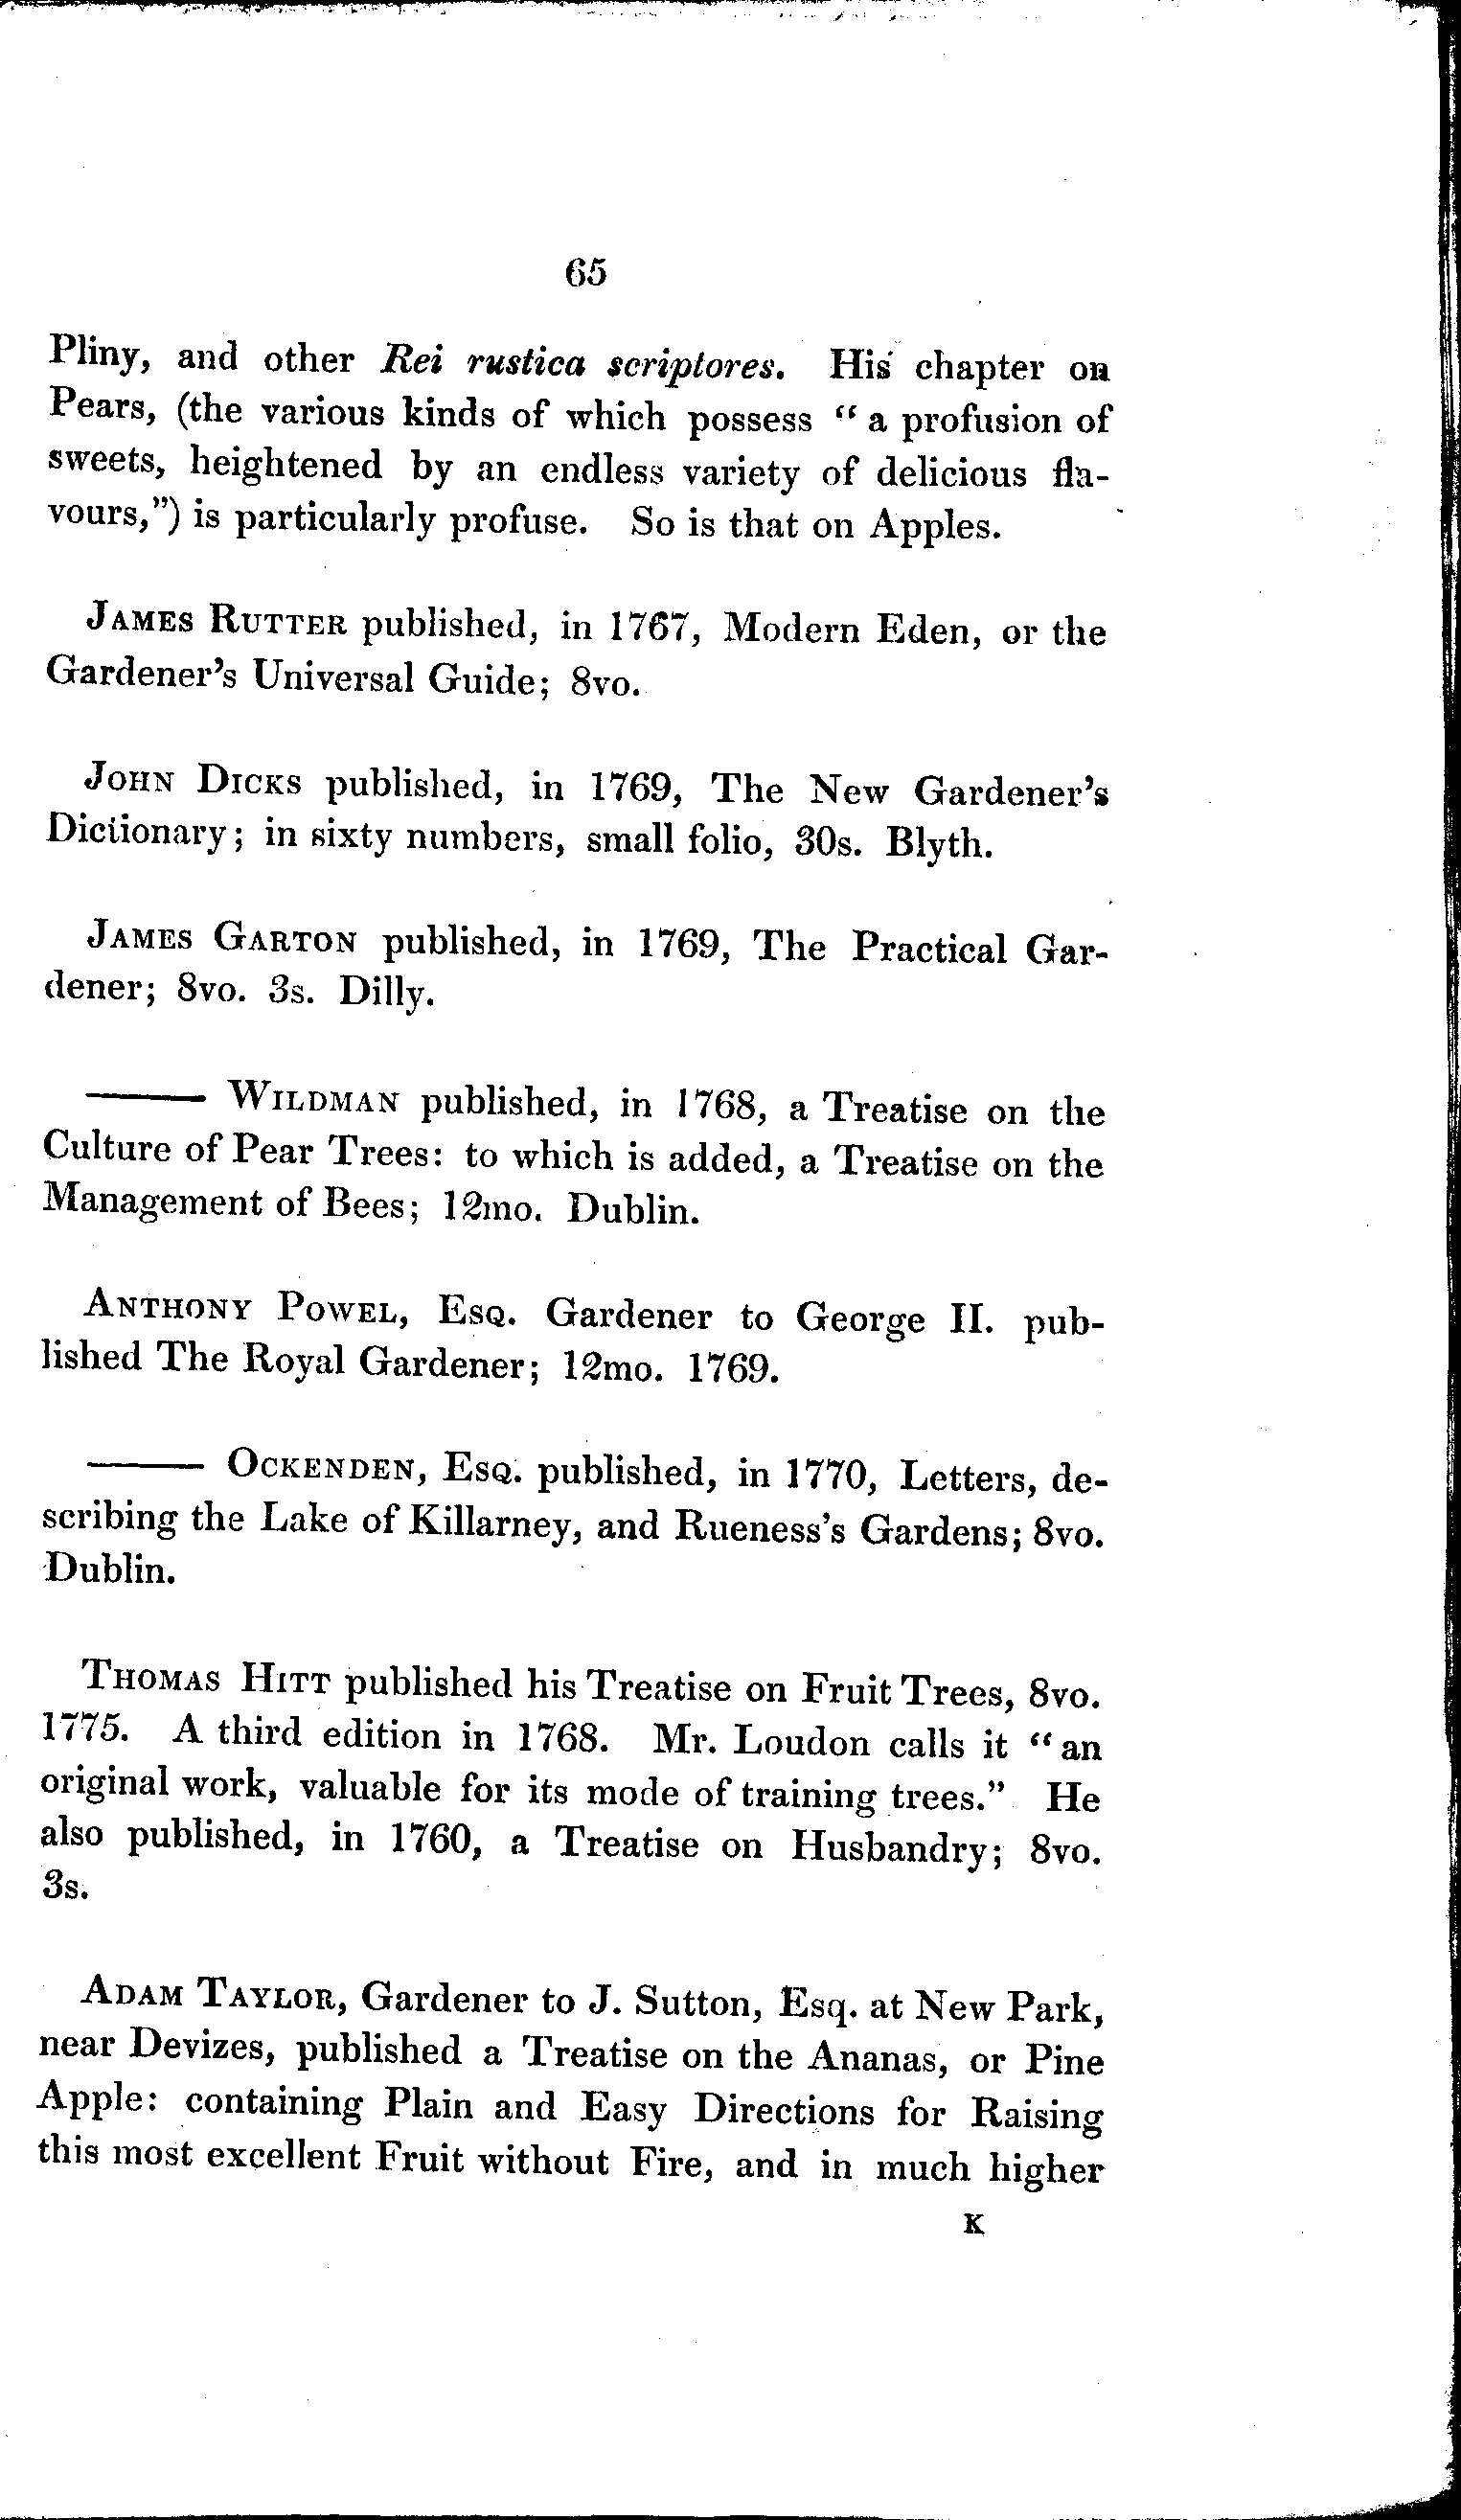 65
Pliny, and other Rei rustica scriptores. His chapter on
Pears, (the various kinds of which possess “ a profusion of
sweets, heightened by an endless variety of delicious fla-
vours,”) is particularly profuse. So is that on Apples.
JAMES RUTTER published, in 1767, Modern Eden, or the
Gardener’s Universal Guide; 8vo.
JOHN DICKS published, in 1769, The New Gardener’s
Dictionary; in sixty numbers, small folio, 30s. Blyth.
JAMES GARTON published, in 1769, The Practical Gar-
dener; 8vo. 3s. Dilly.
——— WILDMAN published, in 1768, a Treatise on the
Culture of Pear Trees: to which is added, a Treatise on the
Management of Bees; 12mo. Dublin.
ANTHONY POWEL, ESQ. Gardener to George II. pub-
lished The Royal Gardener; 12mo. 1769.
——— OCKENDEN, ESQ. published, in 1770, Letters, de-
scribing the Lake of Killarney, and Rueness’s Gardens; 8vo.
Dublin.
THOMAS HITT published his Treatise on Fruit Trees, 8vo.
1775. A third edition in 1768. Mr. Loudon calls it “an
original work, valuable for its mode of training trees.” He
also published, in 1760, a Treatise on Husbandry; 8vo.
3s.
ADAM TAYLOR, Gardener to J. Sutton, Esq. at New Park,
near Devizes, published a Treatise on the Ananas, or Pine
Apple: containing Plain and Easy Directions for Raising
this most excellent Fruit without Fire, and in much higher
K